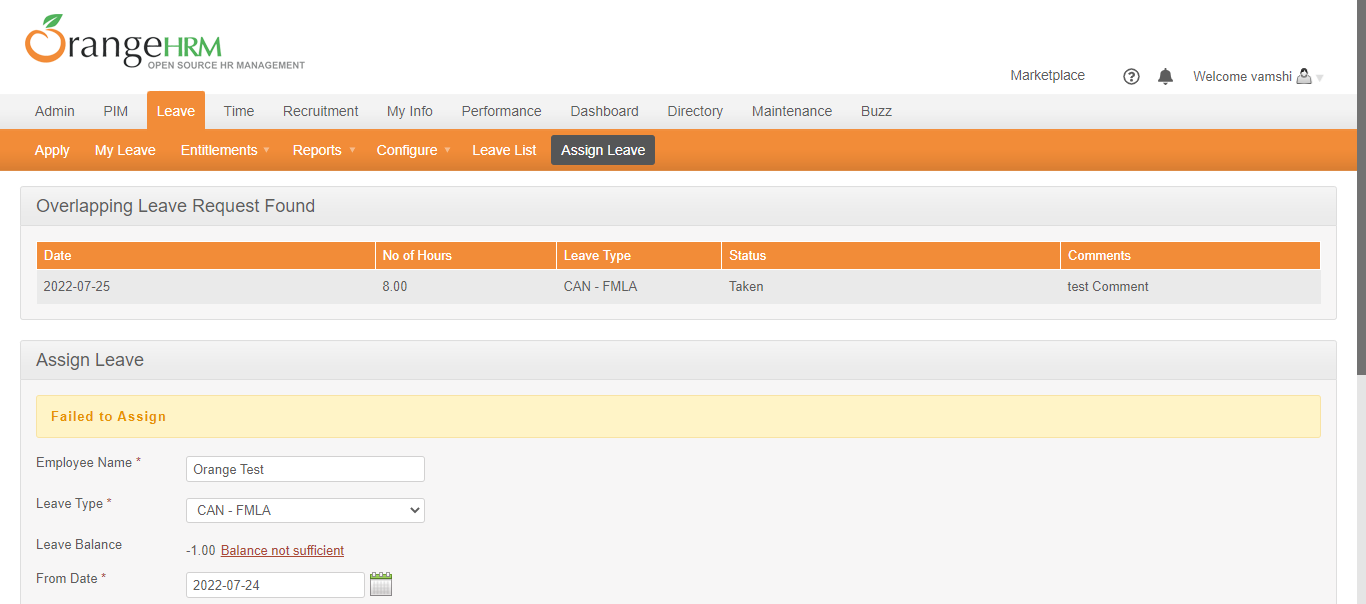 OrangeHRM
OPEN SOURCE HR MANAGEMENT
Marketplace ? Welcome vamshi
Admin PIM Leave Time Recruitment My Info Performance Dashboard Directory Maintenance Buzz
Apply My Leave Entitlements Reports Configure Leave List Assign Leave
Overlapping Leave Request Found
Date No of Hours Leave Type Status Comments
2022-07-25 8.00 CAN - FMLA Taken test Comment
Assign Leave
Failed to Assign
Employee Name * Orange Test
Leave Type * CAN - FMLA
Leave Balance -1.00 Balance not sufficient
From Date * 2022-07-24